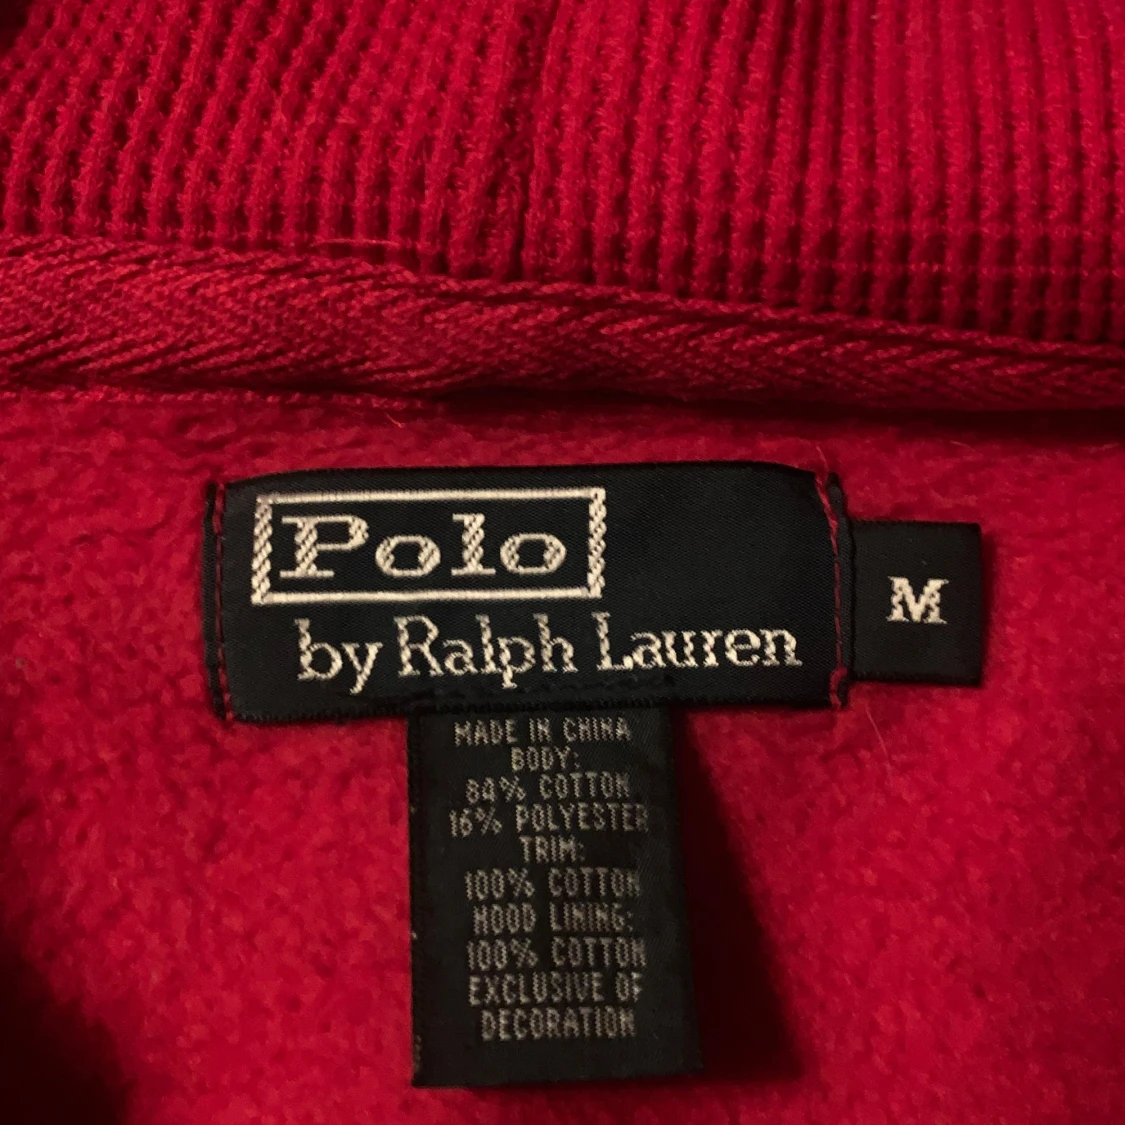 Polo
by Ralph Lauren
M
MADE IN CHINA
BODY:
84% COTTON
16% POLYESTER
TRIM:
100% COTTON
HOOD LINING:
100% COTTON
EXCLUSIVE OF
DECORATION